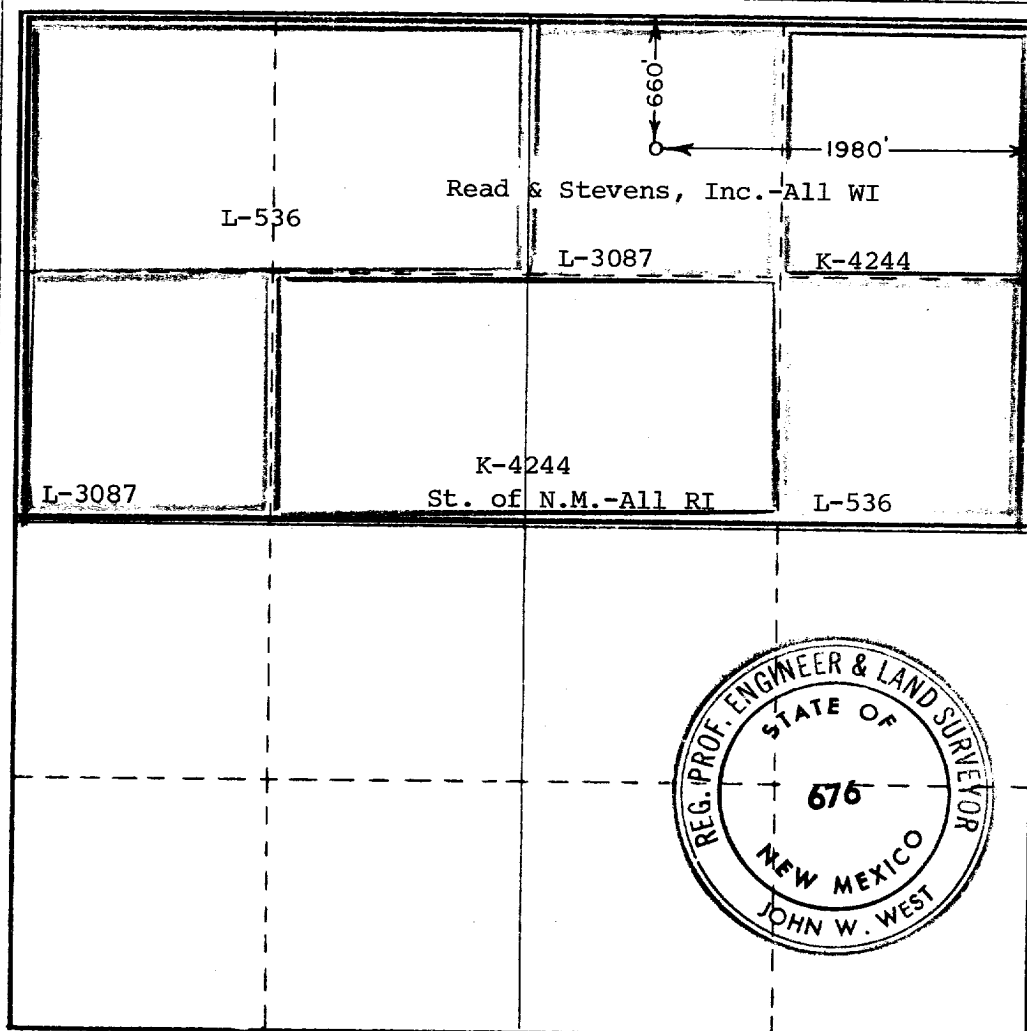 660'
1980'
Read & Stevens, Inc.-All WI
L-536
L-3087
K-4244
K-4244
L-3087
St. of N.M.-All RI
L-536
REG. PROF. ENGINEER & LAND SURVEYOR
STATE OF
676
NEW MEXICO
JOHN W. WEST